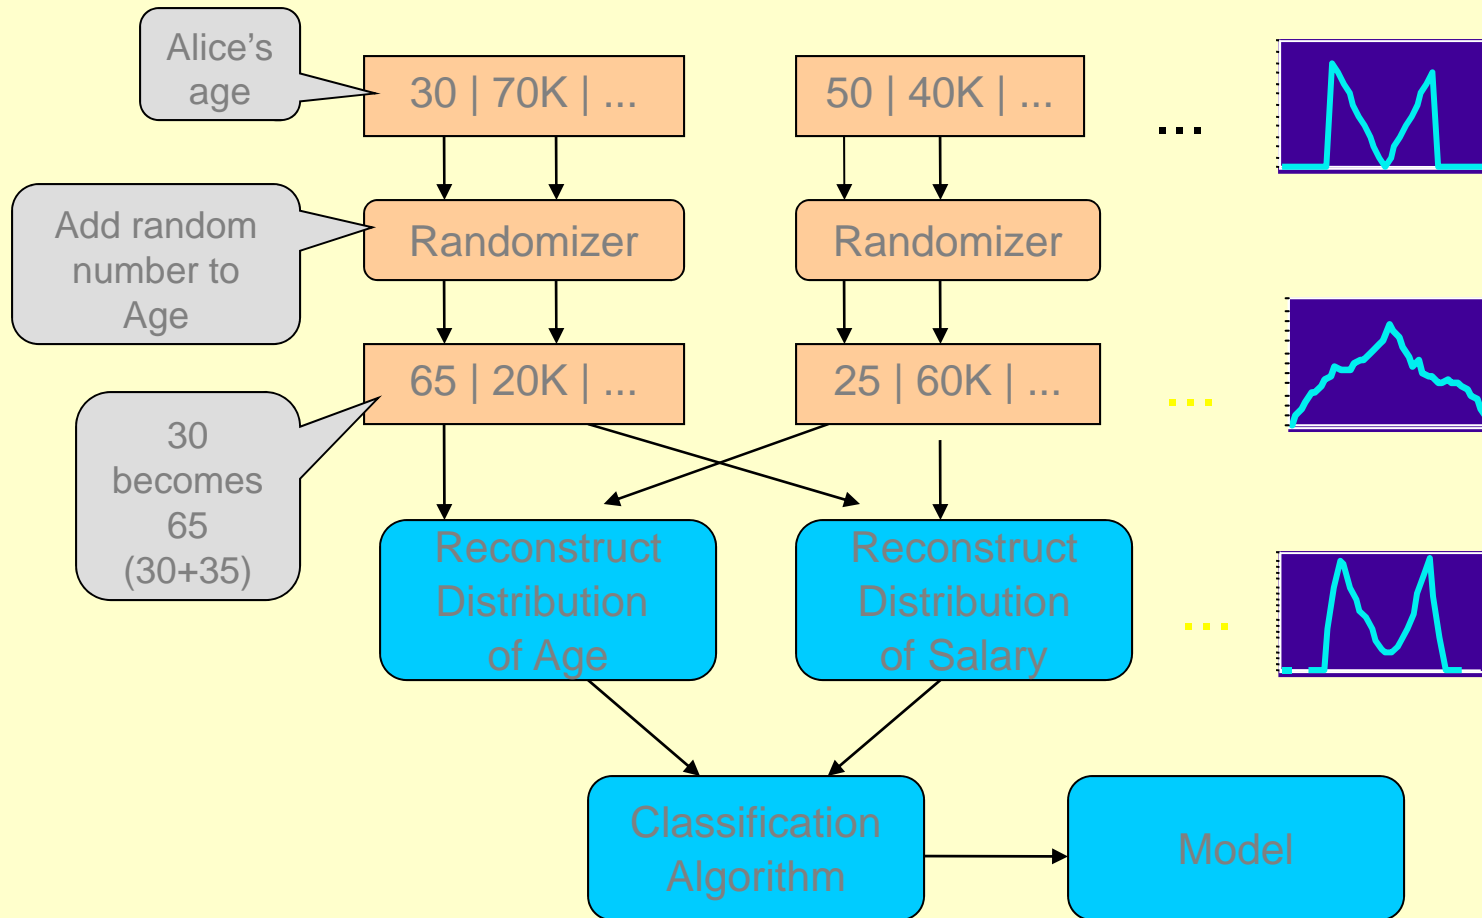 Alice's
age
30 | 70K | ...
50 | 40K | ...
...
Add random
number to
Age
Randomizer
Randomizer
30
becomes
65
(30+35)
65 | 20K | ...
25 | 60K | ...
...
Reconstruct
Distribution
of Age
Reconstruct
Distribution
of Salary
...
Classification
Algorithm
Model